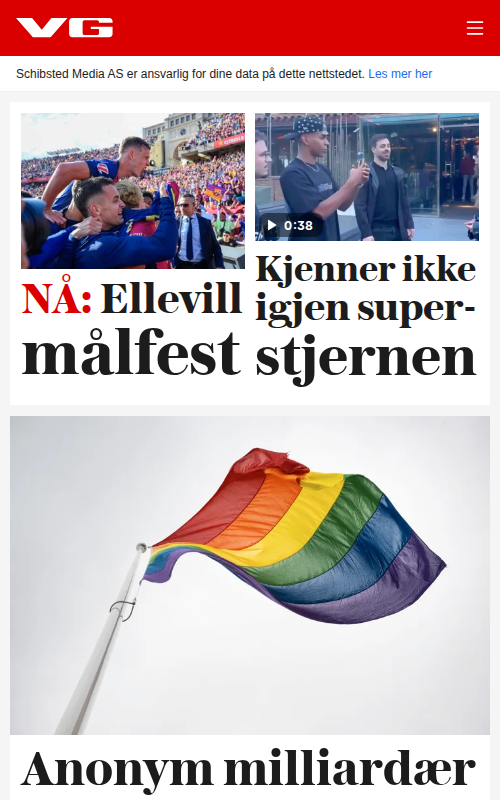 VG
Schibsted Media AS er ansvarlig for dine data på dette nettstedet. Les mer her
NÅ: Ellevill
målfest
0:38
Kjenner ikke
igjen super-
stjernen
Anonym milliardær